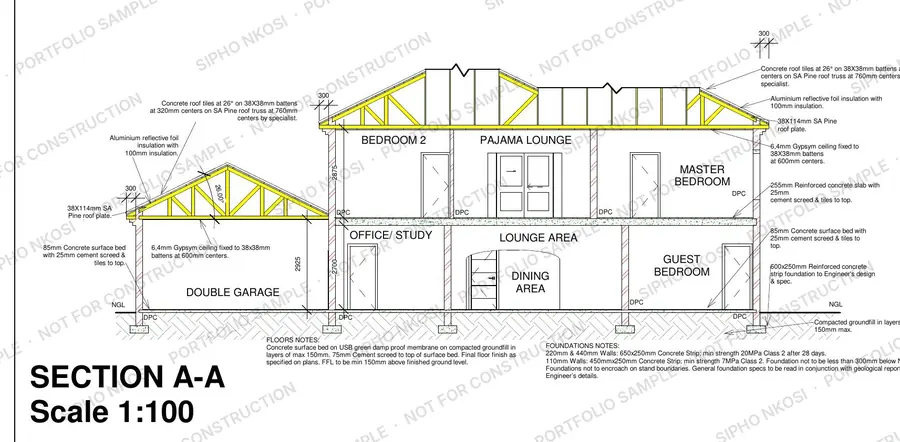 PORTFOLIO SAMPLE · NOT FOR CONSTRUCTION
SIPHO NKOSI
300
Concrete roof tiles at 26° on 38X38mm battens
at 320mm centers on SA Pine roof truss at 760mm
centers by specialist.
Aluminium reflective foil
insulation with
100mm insulation.
300
300
Concrete roof tiles at 26° on 38X38mm battens a
centers on SA Pine roof truss at 760mm centers
specialist.
Aluminium reflective foil insulation with
100mm insulation.
38X114mm SA Pine
roof plate.
6,4mm Gypsym ceiling fixed to
38X38mm battens
at 600mm centers.
255mm Reinforced concrete slab with
25mm
cement screed & tiles to top.
85mm Concrete surface bed
with 25mm cement screed & tiles to
top.
600x250mm Reinforced concrete
strip foundation to Engineer's design
& spec.
Compacted groundfill in layers
150mm max.
38X114mm SA
Pine roof plate.
85mm Concrete surface bed
with 25mm cement screed &
tiles to top.
6,4mm Gypsym ceiling fixed to 38x38mm
battens at 600mm centers.
26,00°
2875
2700
2925
BEDROOM 2
PAJAMA LOUNGE
MASTER
BEDROOM
DPC
DPC
DPC
DPC
OFFICE/ STUDY
LOUNGE AREA
DINING
AREA
GUEST
BEDROOM
DOUBLE GARAGE
NGL
NGL
DPC
DPC
DPC
DPC
FLOORS NOTES:
Concrete surface bed on USB green damp proof membrane on compacted groundfill in
layers of max 150mm. 75mm Cement screed to top of surface bed. Final floor finish as
specified on plans. FFL to be min 150mm above finished ground level.
FOUNDATIONS NOTES:
220mm & 440mm Walls: 650x250mm Concrete Strip; min strength 20MPa Class 2 after 28 days.
110mm Walls: 450mmx250mm Concrete Strip, min strength 7MPa Class 2. Foundation not to be less than 300mm below N
Foundations not to encroach on stand boundaries. General foundation specs to be read in conjunction with geological repor
Engineer's details.
SECTION A-A
Scale 1:100